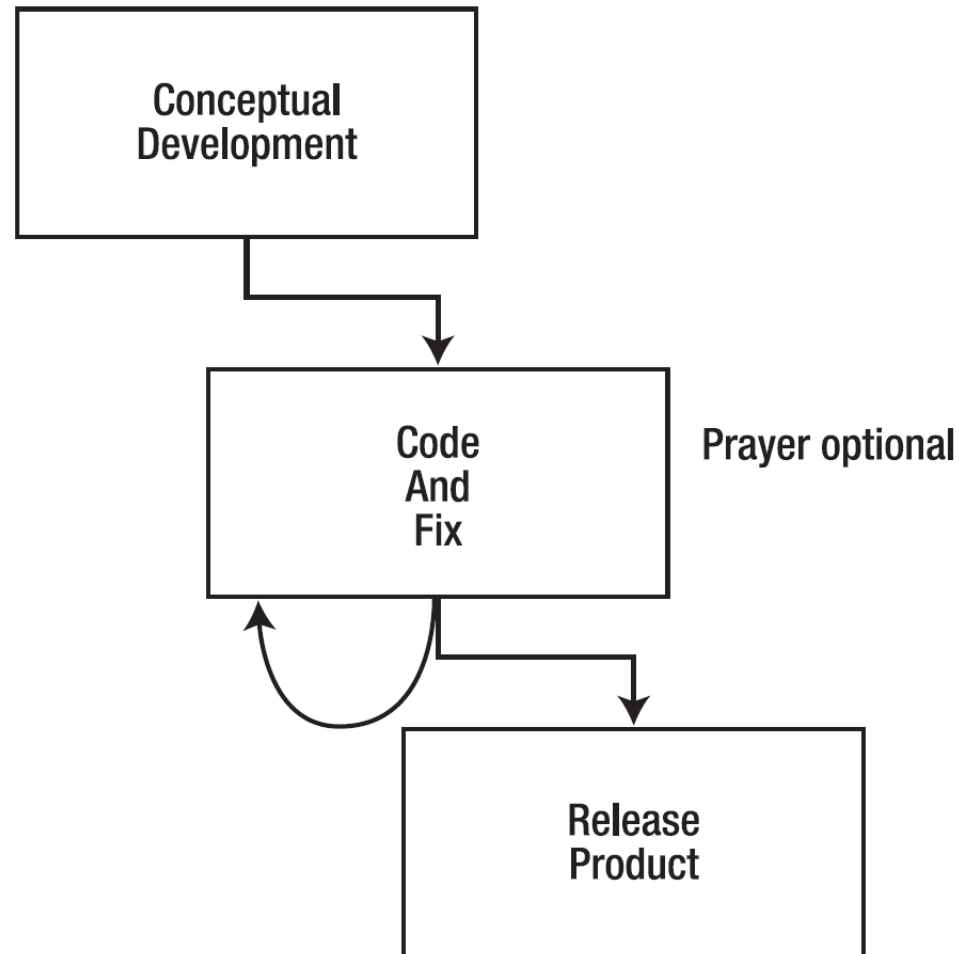 Conceptual
Development
Code
And
Fix
Prayer optional
Release
Product